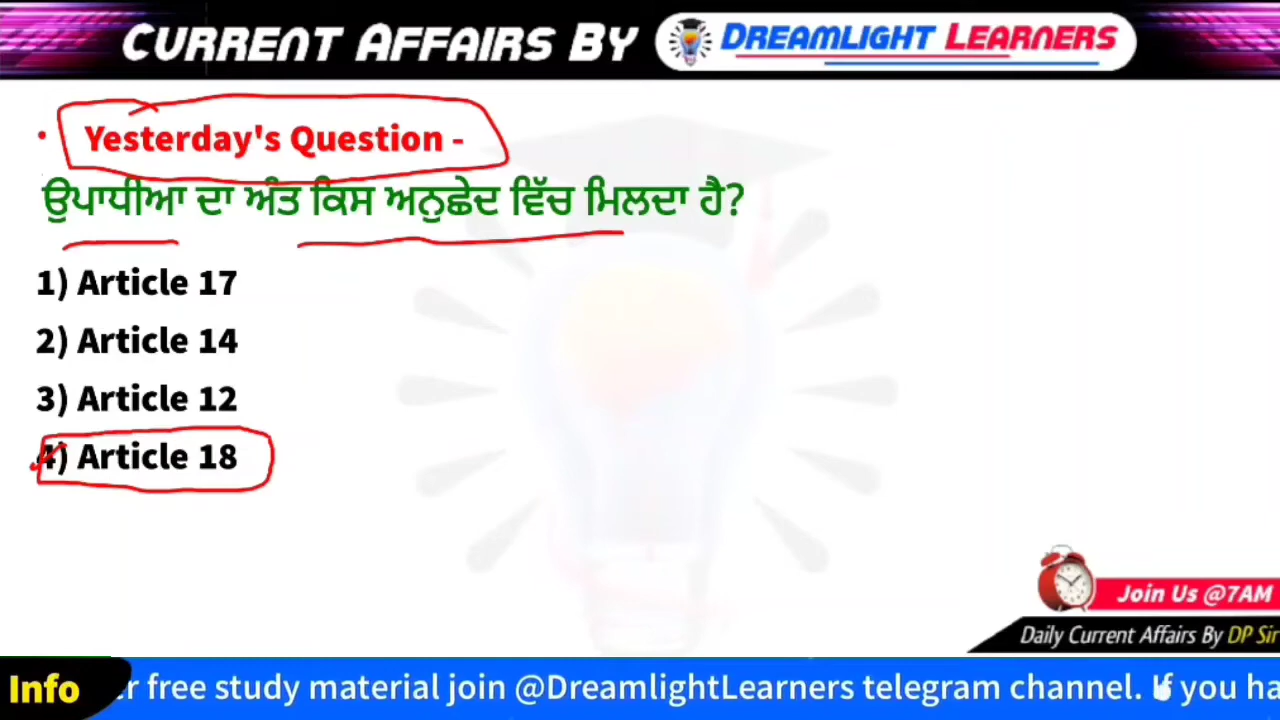 CURRENT AFFAIRS BY DREAMLIGHT LEARNERS
• Yesterday's Question -
ਉਪਾਧੀਆ ਦਾ ਅੰਤ ਕਿਸ ਅਨੁਛੇਦ ਵਿੱਚ ਮਿਲਦਾ ਹੈ?
1) Article 17
2) Article 14
3) Article 12
4) Article 18
Join Us @7AM
Daily Current Affairs By DP Sir
Info r free study material join @DreamlightLearners telegram channel. If you ha